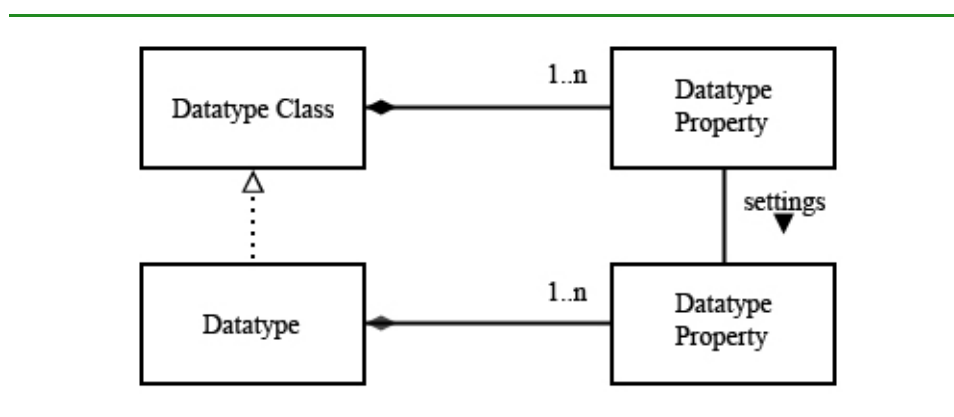 Datatype Class
1..n
Datatype
Property
settings
Datatype
1..n
Datatype
Property